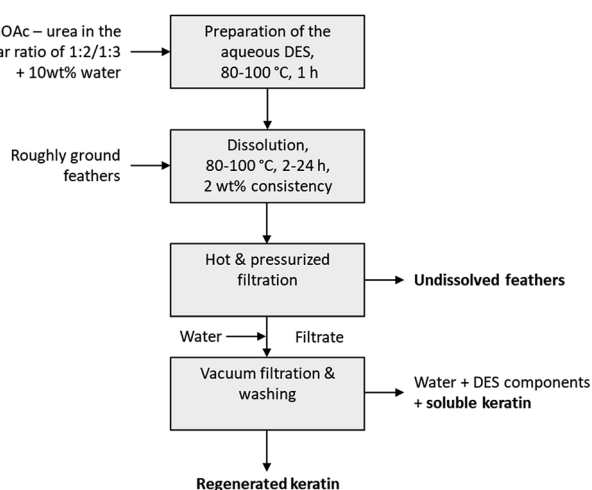 OAc – urea in the
ratio of 1:2/1:3
+ 10wt% water
Preparation of the
aqueous DES,
80-100 °C, 1 h
Roughly ground
feathers
Dissolution,
80-100 °C, 2-24 h,
2 wt% consistency
Hot & pressurized
filtration
Undissolved feathers
Water
Filtrate
Vacuum filtration &
washing
Water + DES components
+ soluble keratin
Regenerated keratin